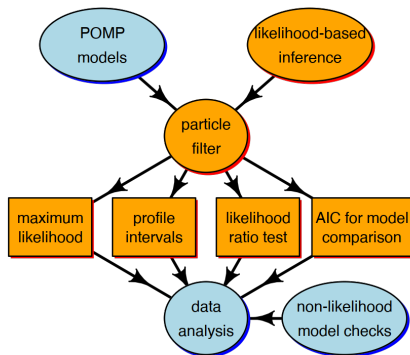 POMP
models
likelihood-based
inference
particle
filter
maximum
likelihood
profile
intervals
likelihood
ratio test
AIC for model
comparison
data
analysis
non-likelihood
model checks